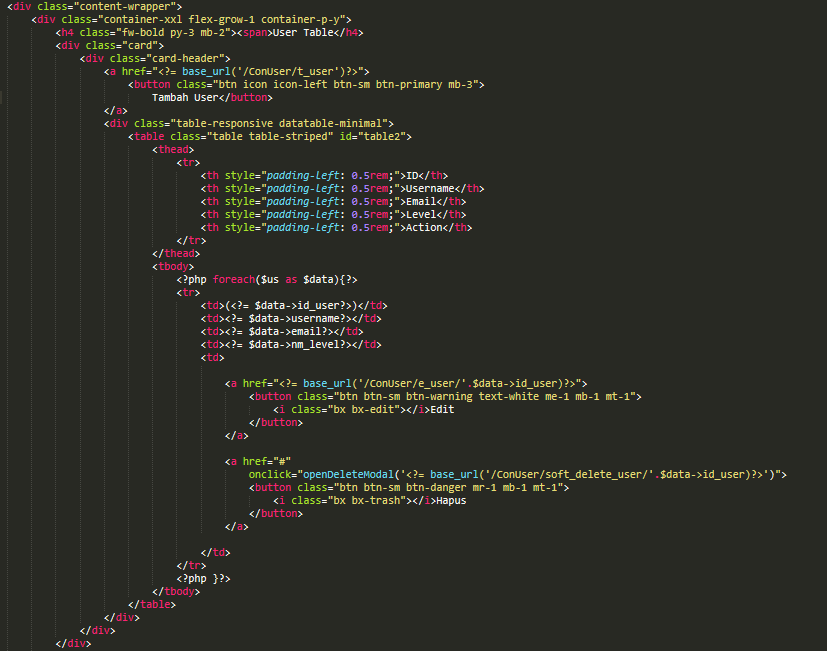 <div class="content-wrapper">
<div class="container-xxl flex-grow-1 container-p-y">
<h4 class="fw-bold py-3 mb-2"><span>User Table</h4>
<div class="card">
<div class="card-header">
<a href="<?= base_url('/ConUser/t_user')?>">
<button class="btn icon icon-left btn-sm btn-primary mb-3">
Tambah User</button>
</a>
<div class="table-responsive datatable-minimal">
<table class="table table-striped" id="table2">
<thead>
<tr>
<th style="padding-left: 0.5rem;">ID</th>
<th style="padding-left: 0.5rem;">Username</th>
<th style="padding-left: 0.5rem;">Email</th>
<th style="padding-left: 0.5rem;">Level</th>
<th style="padding-left: 0.5rem;">Action</th>
</tr>
</thead>
<tbody>
<?php foreach($us as $data){?>
<tr>
<td>(<?= $data->id_user?>)</td>
<td><?= $data->username?></td>
<td><?= $data->email?></td>
<td><?= $data->nm_level?></td>
<td>
<a href="<?= base_url('/ConUser/e_user/'.$data->id_user)?>">
<button class="btn btn-sm btn-warning text-white me-1 mb-1 mt-1">
<i class="bx bx-edit"></i>Edit
</button>
</a>
<a href="#"
onclick="openDeleteModal('<?= base_url('/ConUser/soft_delete_user/'.$data->id_user)?>')">
<button class="btn btn-sm btn-danger mr-1 mb-1 mt-1">
<i class="bx bx-trash"></i>Hapus
</button>
</a>
</td>
</tr>
<?php }?>
</tbody>
</table>
</div>
</div>
</div>